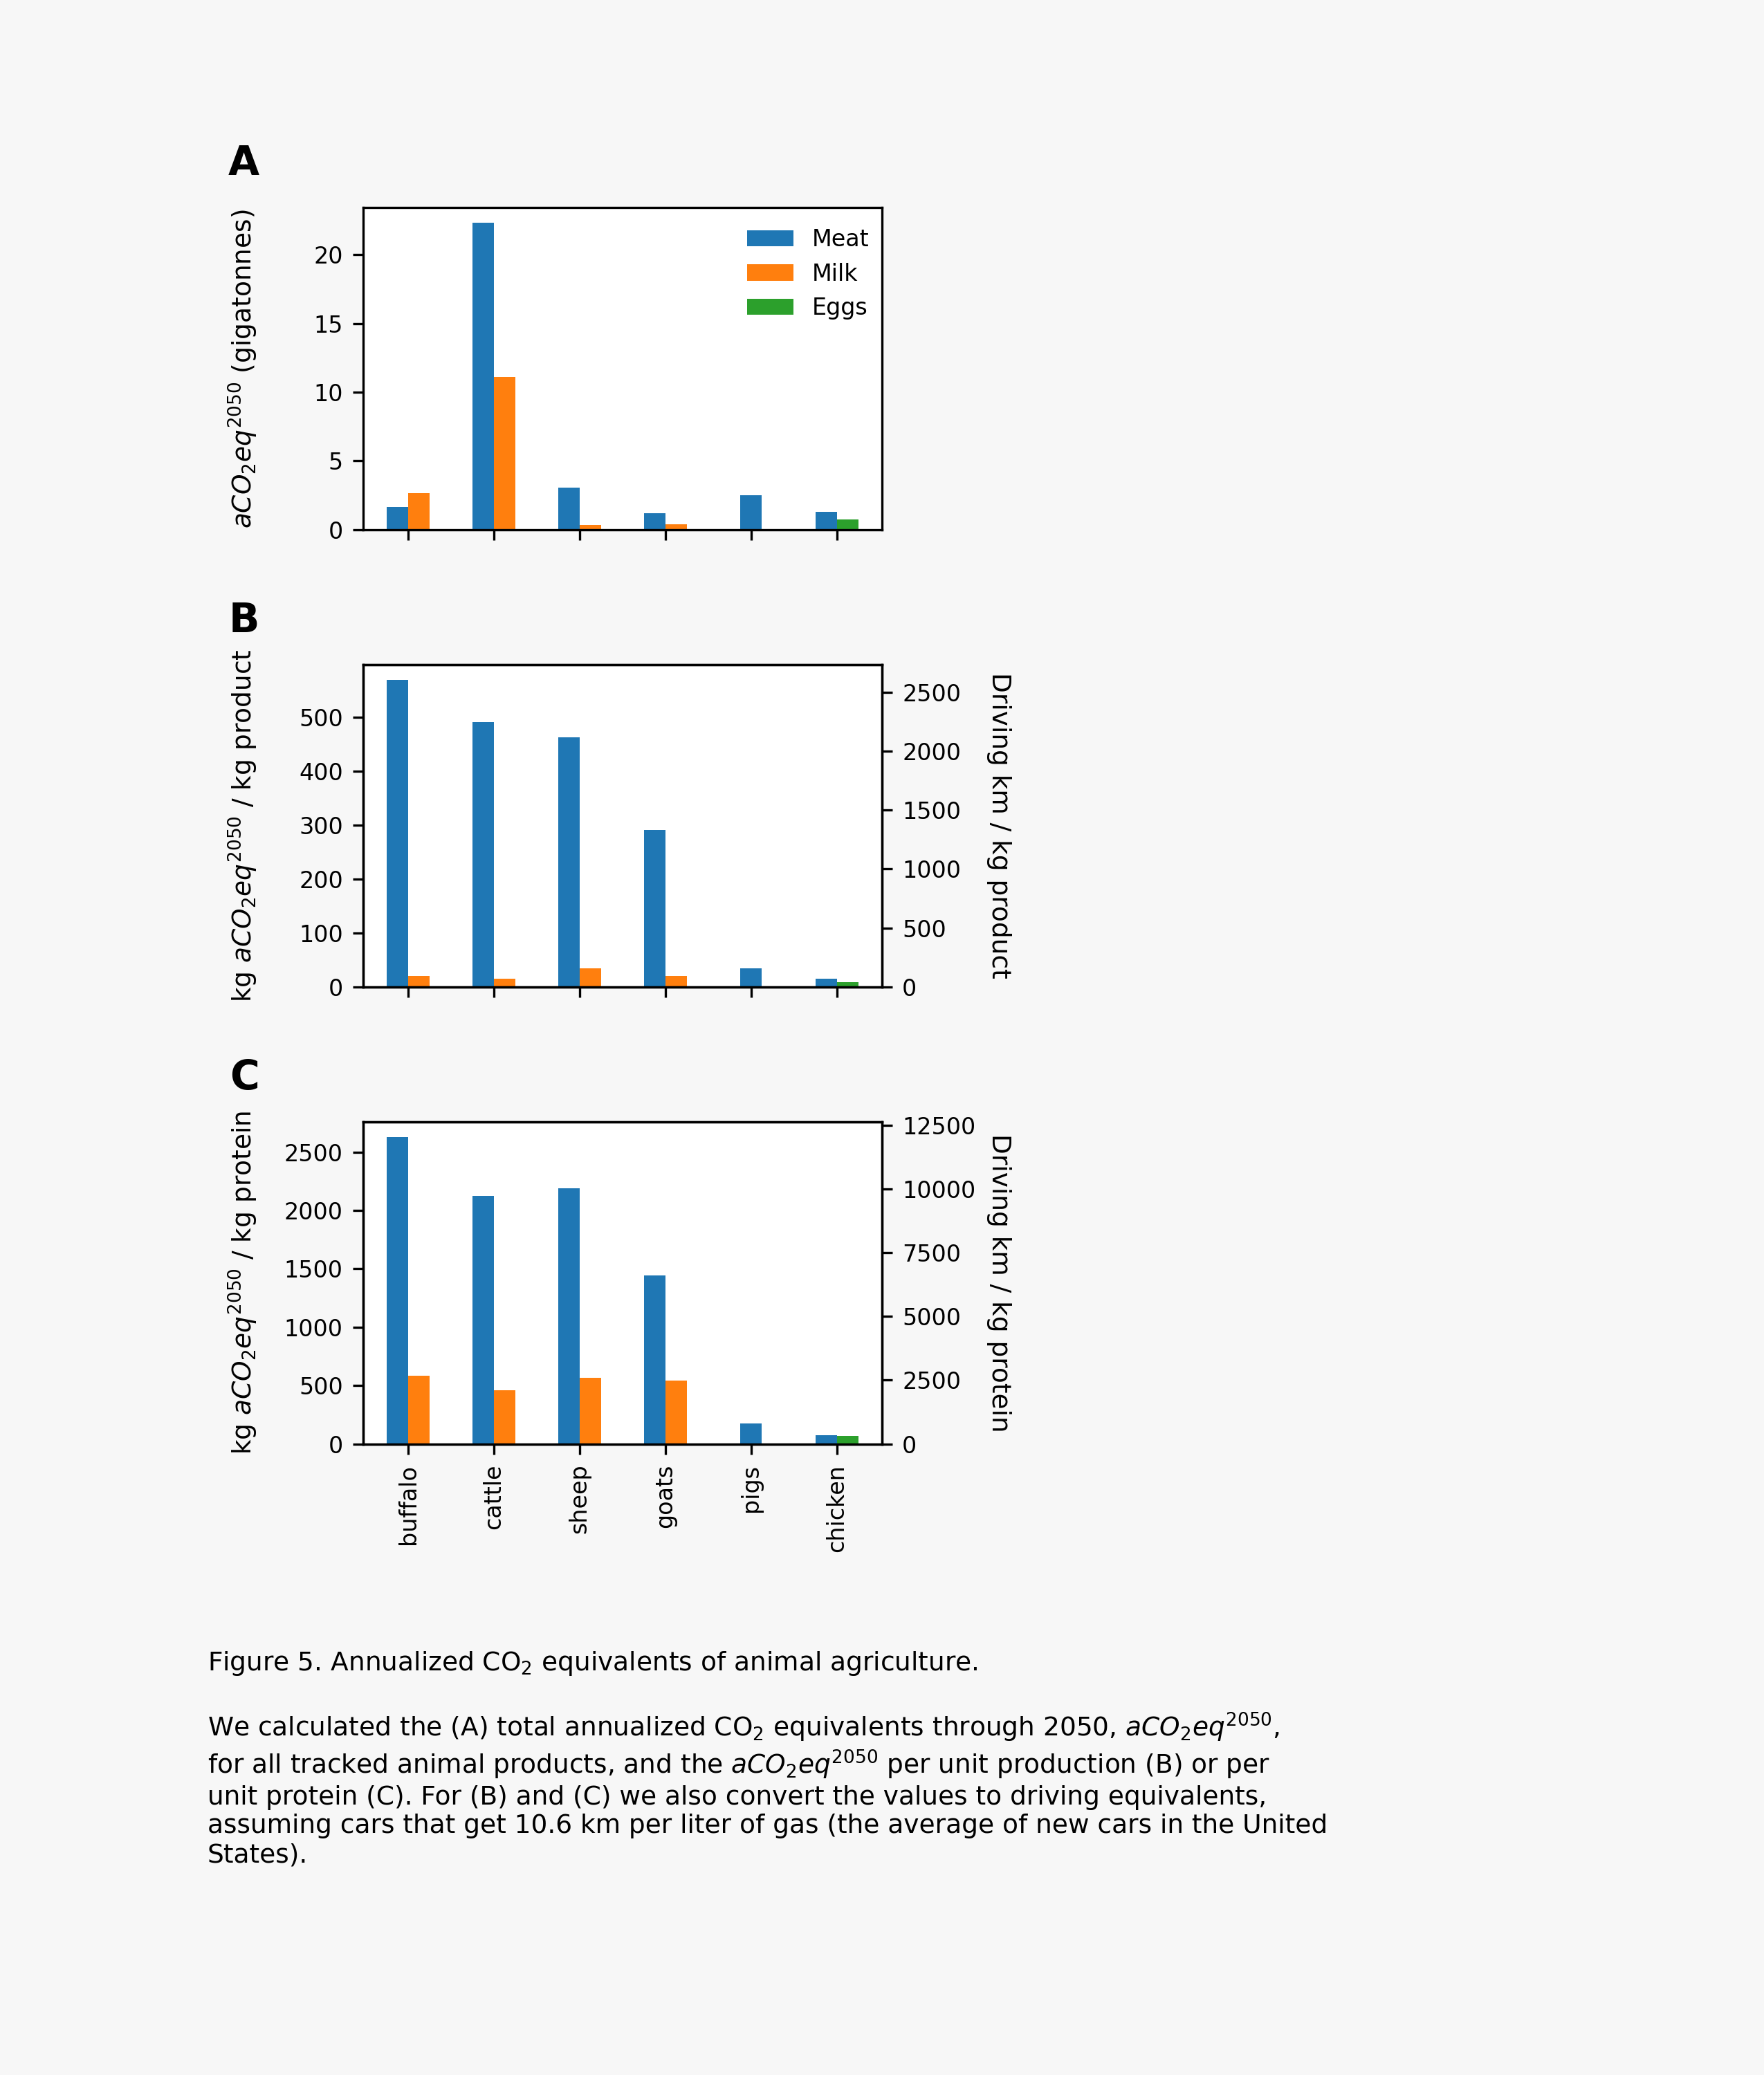 A
aCO₂eq²⁰⁵⁰ (gigatonnes)
20
15
10
5
0
Meat
Milk
Eggs
B
kg aCO₂eq²⁰⁵⁰ / kg product
500
400
300
200
100
0
2500
2000
1500
1000
500
0
Driving km / kg product
C
kg aCO₂eq²⁰⁵⁰ / kg protein
2500
2000
1500
1000
500
0
12500
10000
7500
5000
2500
0
Driving km / kg protein
buffalo
cattle
sheep
goats
pigs
chicken
Figure 5. Annualized CO₂ equivalents of animal agriculture.
We calculated the (A) total annualized CO₂ equivalents through 2050, aCO₂eq²⁰⁵⁰,
for all tracked animal products, and the aCO₂eq²⁰⁵⁰ per unit production (B) or per
unit protein (C). For (B) and (C) we also convert the values to driving equivalents,
assuming cars that get 10.6 km per liter of gas (the average of new cars in the United
States).